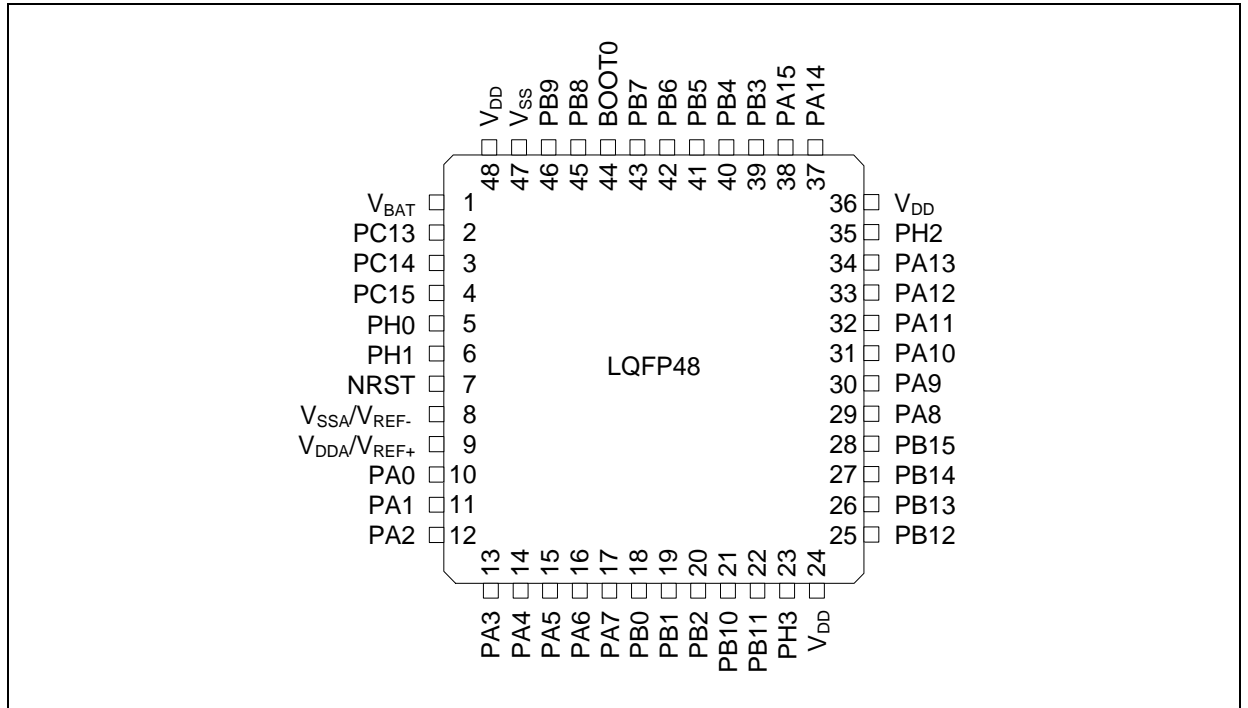 VDD VSS PB9 PB8 BOOT0 PB7 PB6 PB5 PB4 PB3 PA15 PA14
48 47 46 45 44 43 42 41 40 39 38 37
VBAT 1 36 VDD
PC13 2 35 PH2
PC14 3 34 PA13
PC15 4 33 PA12
PH0 5 32 PA11
PH1 6 31 PA10
LQFP48
NRST 7 30 PA9
VSSA/VREF- 8 29 PA8
VDDA/VREF+ 9 28 PB15
PA0 10 27 PB14
PA1 11 26 PB13
PA2 12 25 PB12
13 14 15 16 17 18 19 20 21 22 23 24
PA3 PA4 PA5 PA6 PA7 PB0 PB1 PB2 PB10 PB11 PH3 VDD